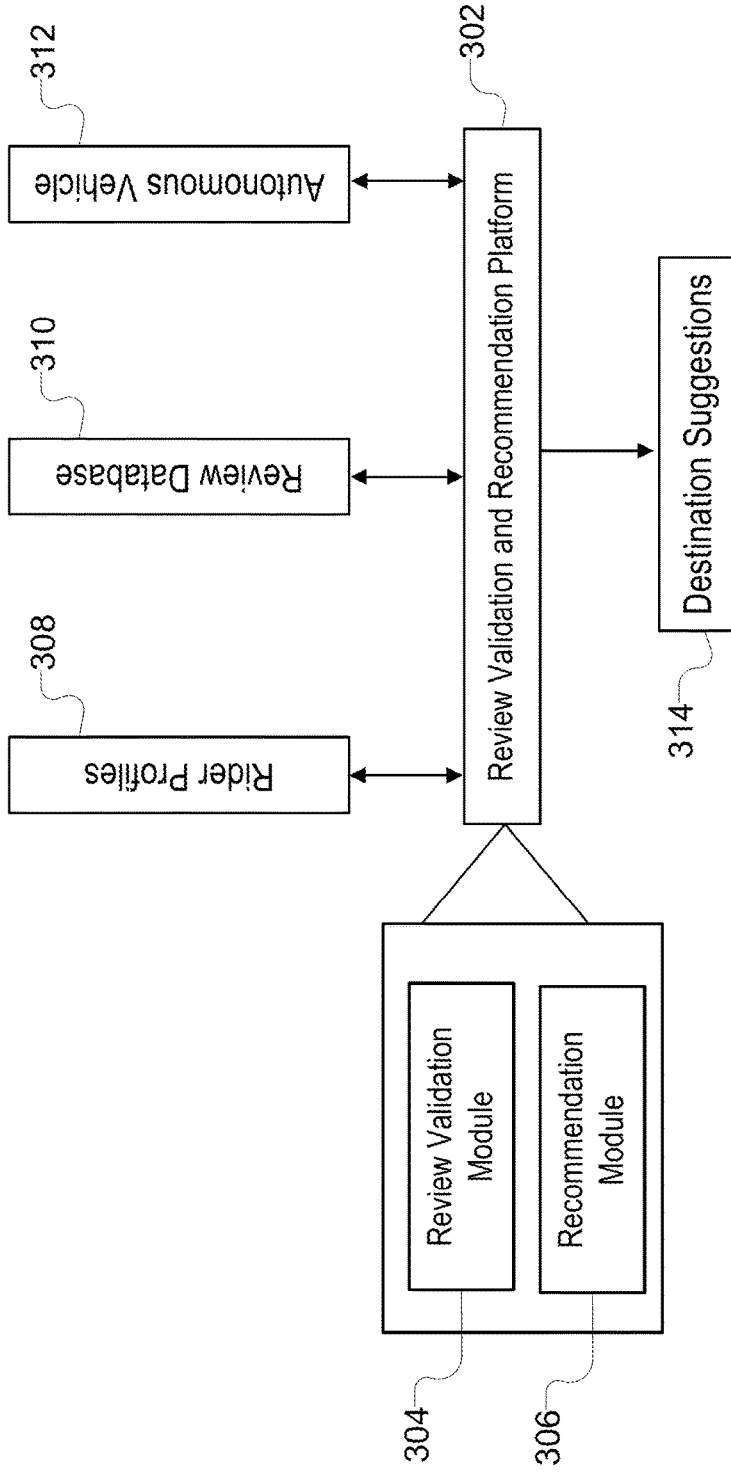 308
310
312
Rider Profiles
Review Database
Autonomous Vehicle
302
Review Validation and Recommendation Platform
Review Validation
Module
Recommendation
Module
304
306
314
Destination Suggestions